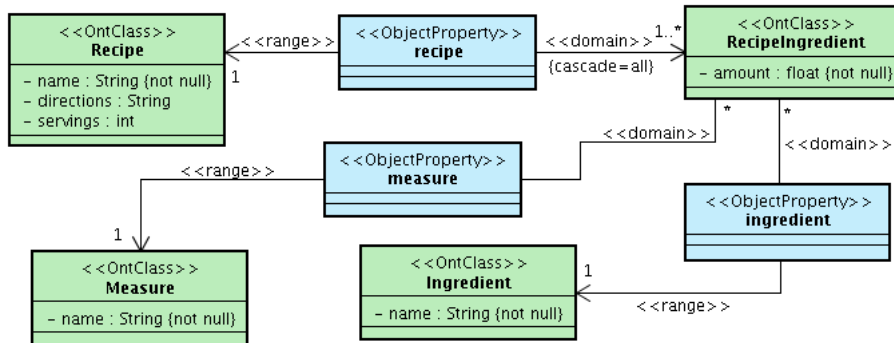 <<OntClass>>
Recipe
– name : String {not null}
– directions : String
– servings : int
<<range>>
1
<<ObjectProperty>>
recipe
<<domain>>
1..*
{cascade=all}
<<OntClass>>
RecipeIngredient
– amount : float {not null}
*
*
<<domain>>
<<domain>>
<<range>>
<<ObjectProperty>>
measure
<<ObjectProperty>>
ingredient
1
<<OntClass>>
Measure
– name : String {not null}
<<OntClass>>
Ingredient
– name : String {not null}
1
<<range>>